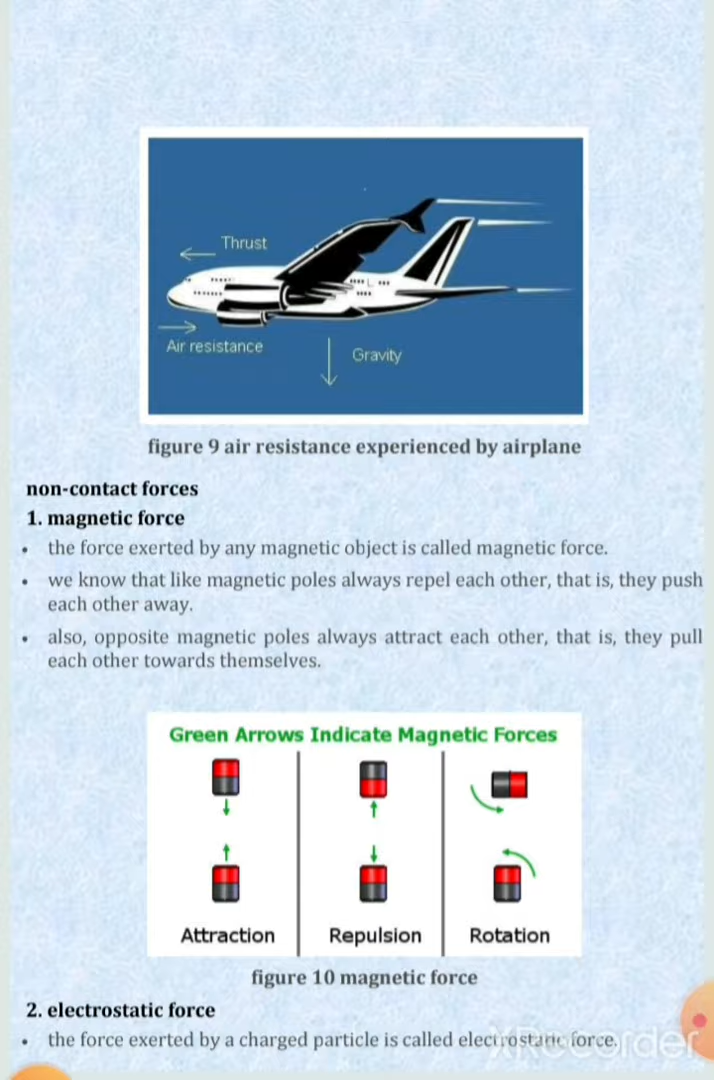 Thrust
Air resistance
Gravity
figure 9 air resistance experienced by airplane
non-contact forces
1. magnetic force
• the force exerted by any magnetic object is called magnetic force.
• we know that like magnetic poles always repel each other, that is, they push
each other away.
• also, opposite magnetic poles always attract each other, that is, they pull
each other towards themselves.
Green Arrows Indicate Magnetic Forces
Attraction
Repulsion
Rotation
figure 10 magnetic force
2. electrostatic force
• the force exerted by a charged particle is called electrostatic force.
XRecorder